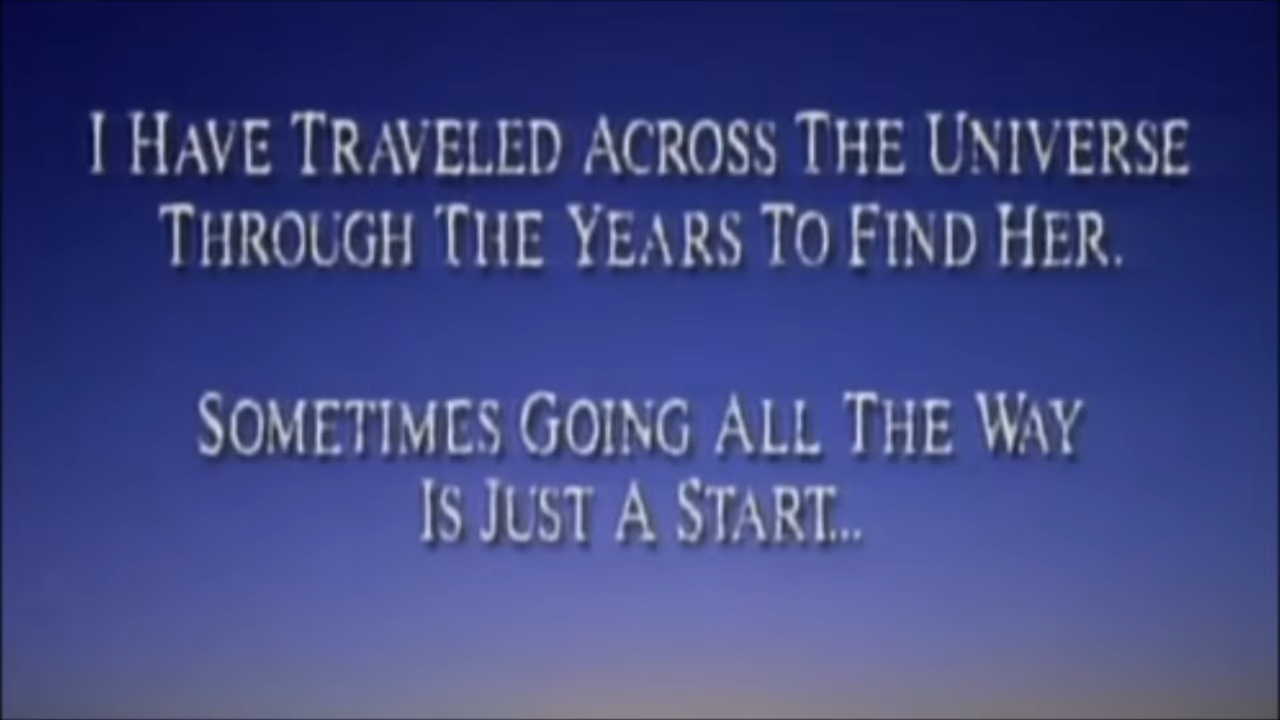 I HAVE TRAVELED ACROSS THE UNIVERSE
THROUGH THE YEARS TO FIND HER.
SOMETIMES GOING ALL THE WAY
IS JUST A START...